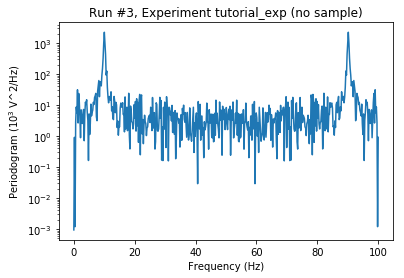 Run #3, Experiment tutorial_exp (no sample)
Periodogram (10³ V^2/Hz)
10³
10²
10¹
10⁰
10⁻¹
10⁻²
10⁻³
0 20 40 60 80 100
Frequency (Hz)